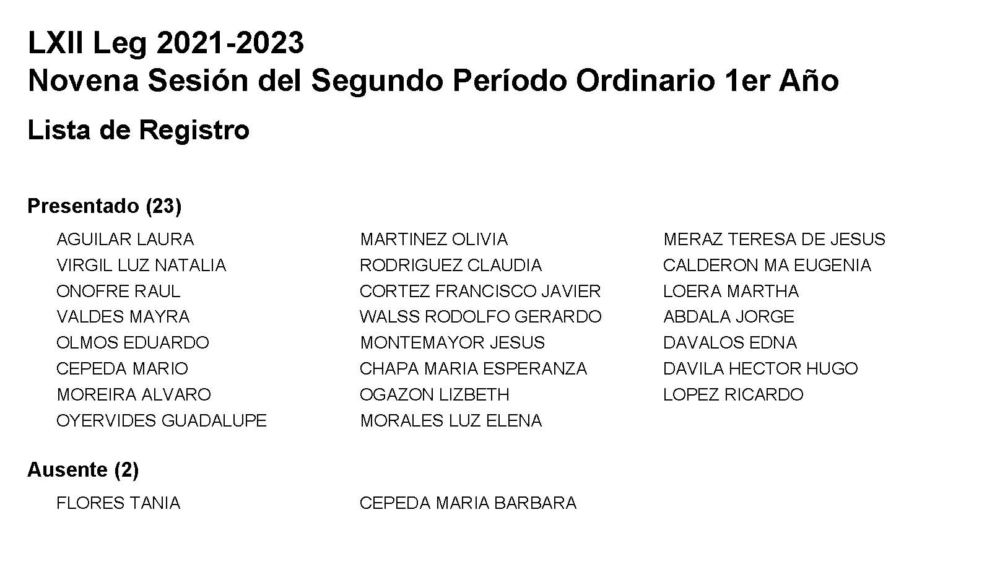 LXII Leg 2021-2023
Novena Sesión del Segundo Período Ordinario 1er Año
Lista de Registro
Presentado (23)
AGUILAR LAURA MARTINEZ OLIVIA MERAZ TERESA DE JESUS
VIRGIL LUZ NATALIA RODRIGUEZ CLAUDIA CALDERON MA EUGENIA
ONOFRE RAUL CORTEZ FRANCISCO JAVIER LOERA MARTHA
VALDES MAYRA WALSS RODOLFO GERARDO ABDALA JORGE
OLMOS EDUARDO MONTEMAYOR JESUS DAVALOS EDNA
CEPEDA MARIO CHAPA MARIA ESPERANZA DAVILA HECTOR HUGO
MOREIRA ALVARO OGAZON LIZBETH LOPEZ RICARDO
OYERVIDES GUADALUPE MORALES LUZ ELENA
Ausente (2)
FLORES TANIA CEPEDA MARIA BARBARA